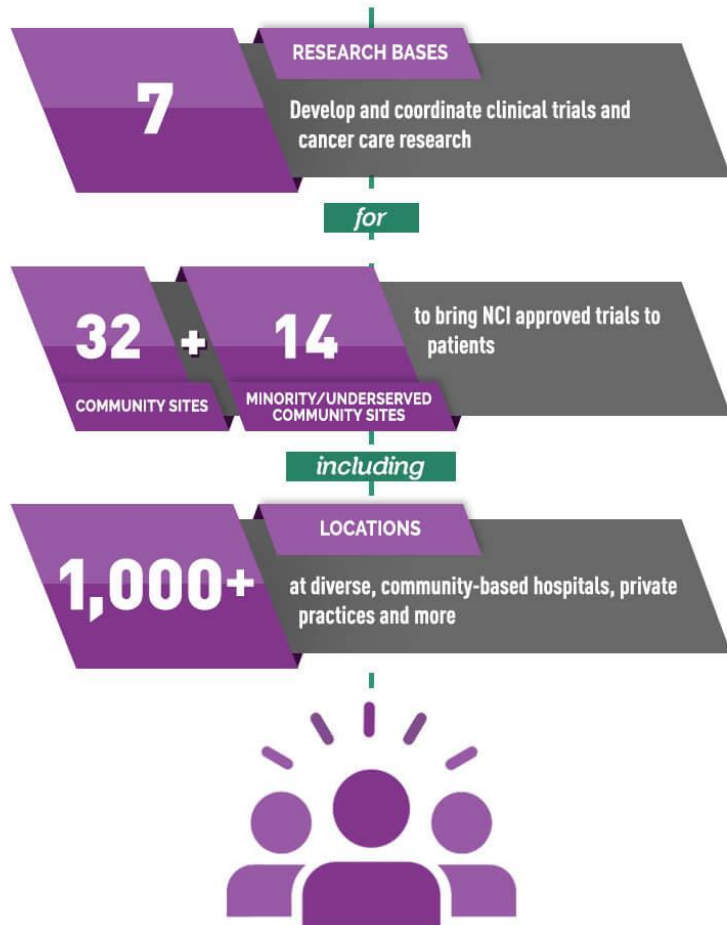 7
RESEARCH BASES
Develop and coordinate clinical trials and
cancer care research
for
32
COMMUNITY SITES
+
14
MINORITY/UNDERSERVED
COMMUNITY SITES
to bring NCI approved trials to
patients
including
1,000+
LOCATIONS
at diverse, community-based hospitals, private
practices and more